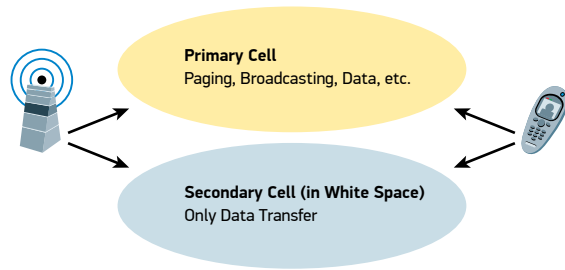 Primary Cell
Paging, Broadcasting, Data, etc.
Secondary Cell (in White Space)
Only Data Transfer